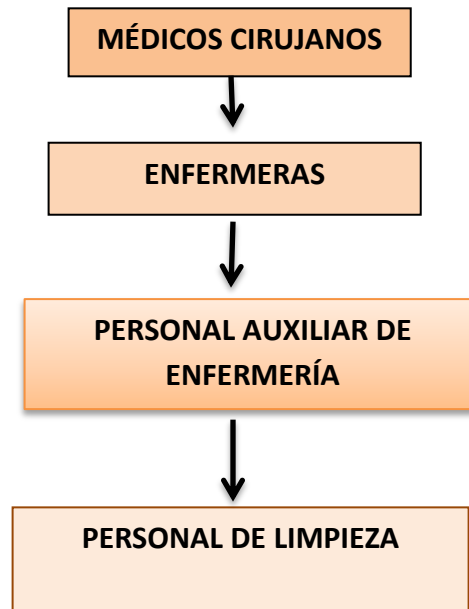 MÉDICOS CIRUJANOS
ENFERMERAS
PERSONAL AUXILIAR DE
ENFERMERÍA
PERSONAL DE LIMPIEZA